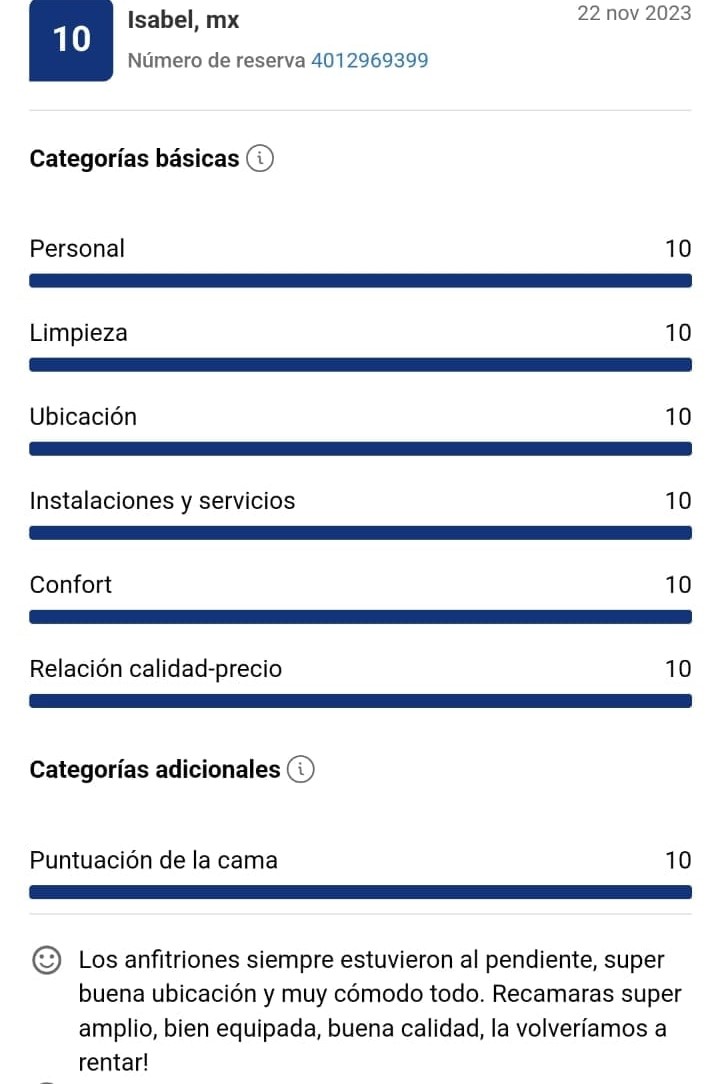 10
Isabel, mx
22 nov 2023
Número de reserva 4012969399
Categorías básicas
Personal 10
Limpieza 10
Ubicación 10
Instalaciones y servicios 10
Confort 10
Relación calidad-precio 10
Categorías adicionales
Puntuación de la cama 10
Los anfitriones siempre estuvieron al pendiente, super
buena ubicación y muy cómodo todo. Recamaras super
amplio, bien equipada, buena calidad, la volveríamos a
rentar!